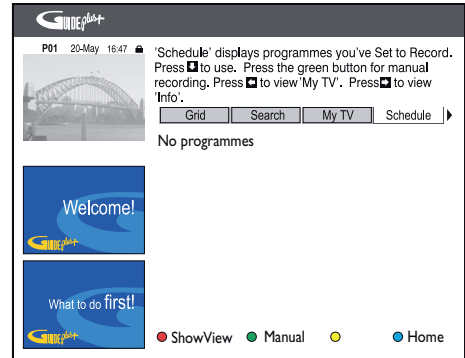 GUIDE plus+
P01 20-May 16:47
'Schedule' displays programmes you've Set to Record.
Press to use. Press the green button for manual
recording. Press to view 'My TV'. Press to view
'Info'.
Grid Search My TV Schedule
No programmes
Welcome!
GUIDE plus+
What to do first!
GUIDE plus+
ShowView Manual Home